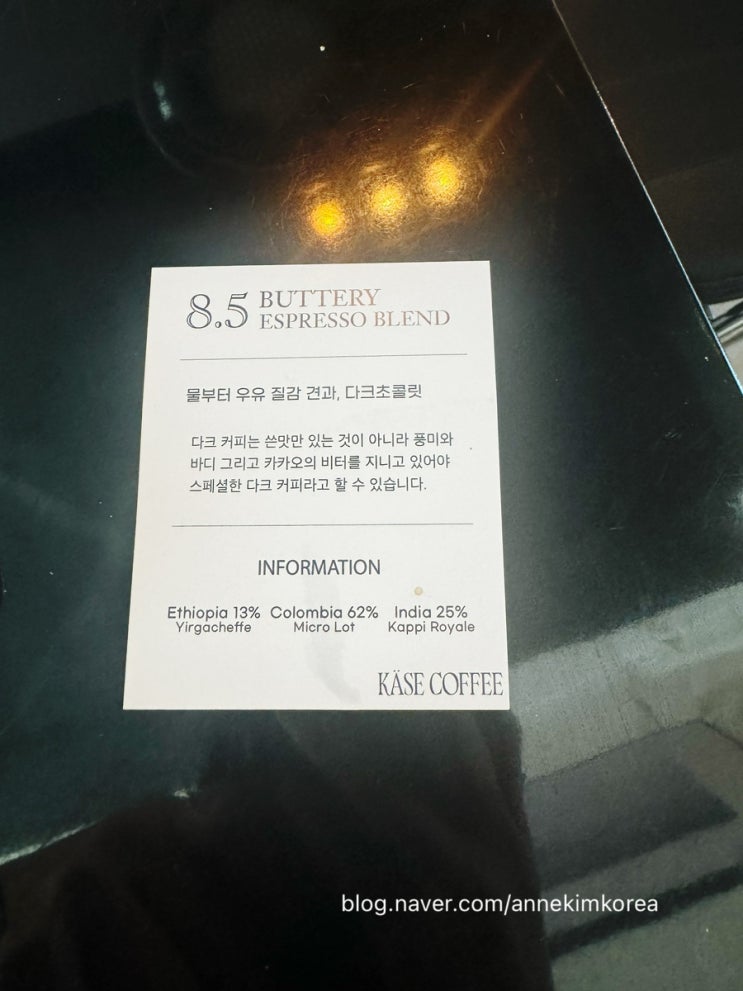 8.5 BUTTERY
ESPRESSO BLEND
물부터 우유 질감 견과, 다크초콜릿
다크 커피는 쓴맛만 있는 것이 아니라 풍미와
바디 그리고 카카오의 비터를 지니고 있어야
스페셜한 다크 커피라고 할 수 있습니다.
INFORMATION
Ethiopia 13% Colombia 62% India 25%
Yirgacheffe Micro Lot Kappi Royale
KÄSE COFFEE
blog.naver.com/annekimkorea